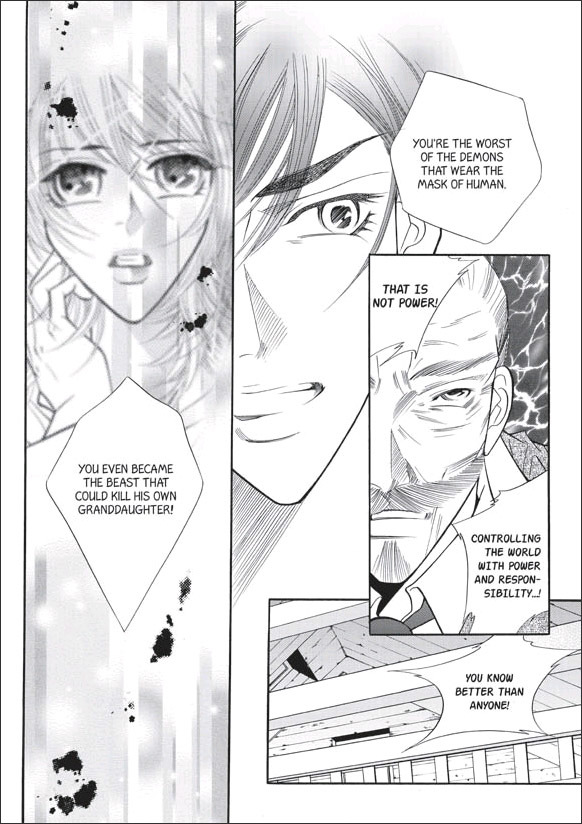 YOU'RE THE WORST
OF THE DEMONS
THAT WEAR THE
MASK OF HUMAN.
YOU EVEN BECAME
THE BEAST THAT
COULD KILL HIS OWN
GRANDDAUGHTER!
THAT IS
NOT POWER!
CONTROLLING
THE WORLD
WITH POWER
AND RESPON-
SIBILITY...!
YOU KNOW
BETTER THAN
ANYONE!